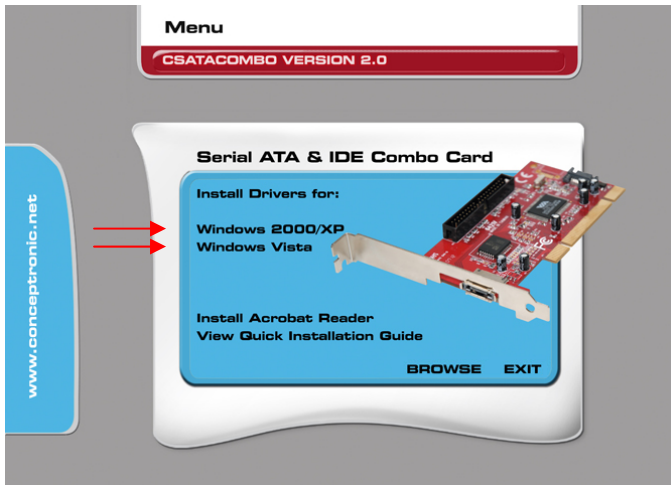 Menu
CSATACOMBO VERSION 2.0
www.conceptronic.net
Serial ATA & IDE Combo Card
Install Drivers for:
Windows 2000/XP
Windows Vista
Install Acrobat Reader
View Quick Installation Guide
BROWSE EXIT